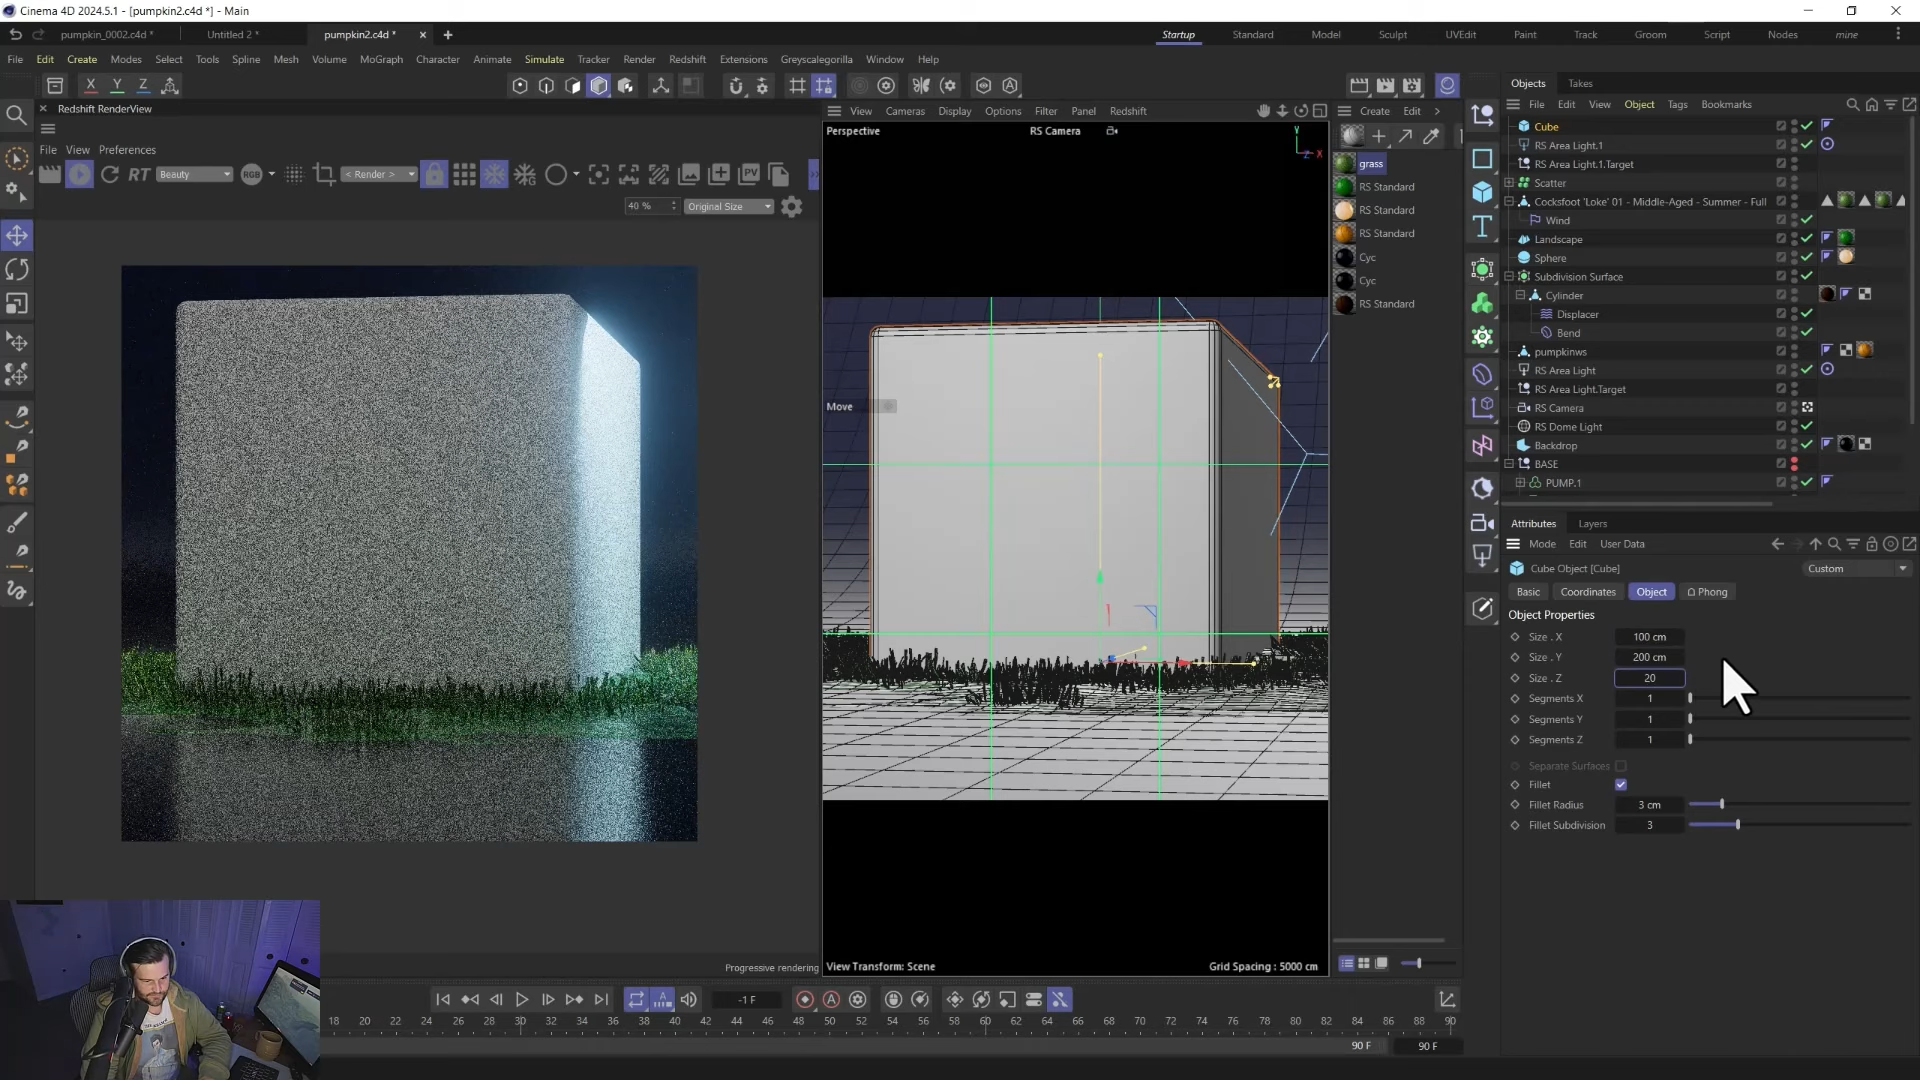 Cinema 4D 2024.5.1 - [pumpkin2.c4d *] - Main
pumpkin_0002.c4d * Untitled 2 * pumpkin2.c4d *
Startup Standard Model Sculpt UVEdit Paint Track Groom Script Nodes mine
File Edit Create Modes Select Tools Spline Mesh Volume MoGraph Character Animate Simulate Tracker Render Redshift Extensions Greyscalegorilla Window Help
X Y Z
Redshift RenderView
File View Preferences
RT Beauty RGB < Render > PV
40 % Original Size
Progressive rendering
View Cameras Display Options Filter Panel Redshift
Perspective RS Camera
Y
Z X
Move
View Transform: Scene Grid Spacing : 5000 cm
Create Edit
grass
RS Standard
RS Standard
RS Standard
Cyc
Cyc
RS Standard
Objects Takes
File Edit View Object Tags Bookmarks
Cube
RS Area Light.1
RS Area Light.1.Target
Scatter
Cocksfoot 'Loke' 01 - Middle-Aged - Summer - Full
Wind
Landscape
Sphere
Subdivision Surface
Cylinder
Displacer
Bend
pumpkinws
RS Area Light
RS Area Light.Target
RS Camera
RS Dome Light
Backdrop
BASE
PUMP.1
Attributes Layers
Mode Edit User Data
Cube Object [Cube] Custom
Basic Coordinates Object Phong
Object Properties
Size . X 100 cm
Size . Y 200 cm
Size . Z 20
Segments X 1
Segments Y 1
Segments Z 1
Separate Surfaces
Fillet
Fillet Radius 3 cm
Fillet Subdivision 3
-1 F
18 20 22 24 26 28 30 32 34 36 38 40 42 44 46 48 50 52 54 56 58 60 62 64 66 68 70 72 74 76 78 80 82 84 86 88 90
90 F 90 F